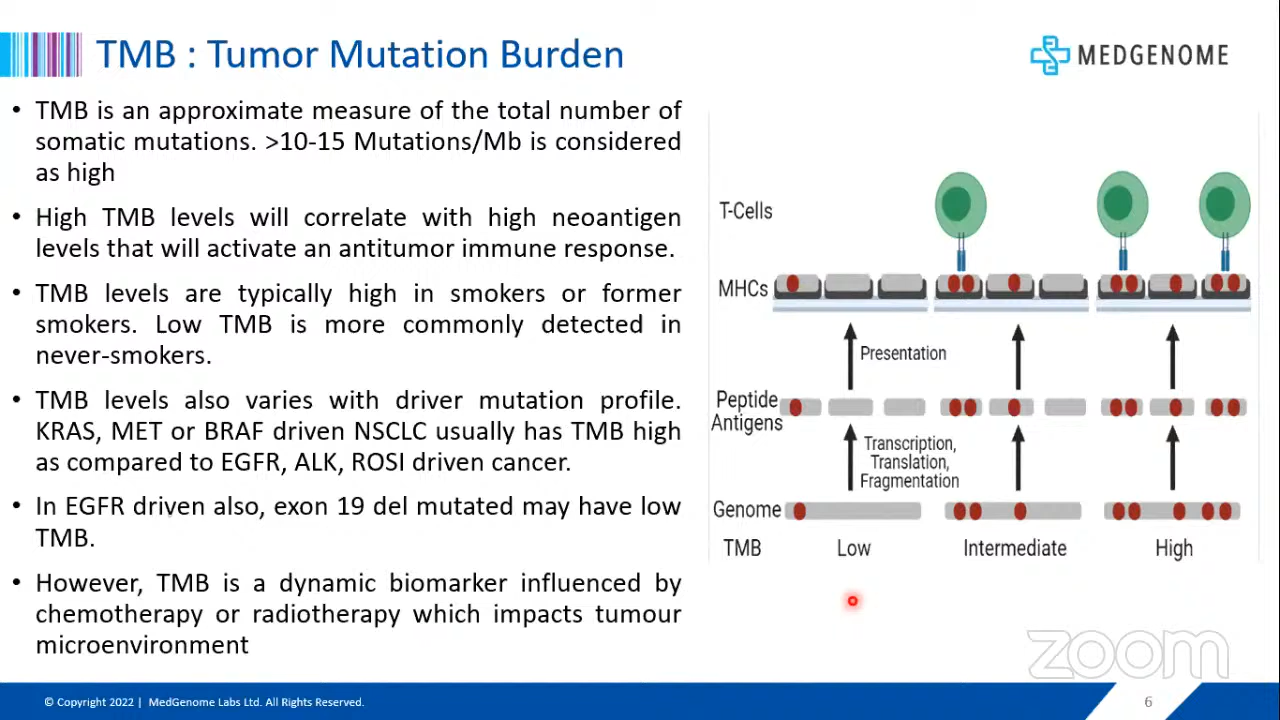 TMB : Tumor Mutation Burden
MEDGENOME
• TMB is an approximate measure of the total number of
somatic mutations. >10-15 Mutations/Mb is considered
as high
• High TMB levels will correlate with high neoantigen
levels that will activate an antitumor immune response.
• TMB levels are typically high in smokers or former
smokers. Low TMB is more commonly detected in
never-smokers.
• TMB levels also varies with driver mutation profile.
KRAS, MET or BRAF driven NSCLC usually has TMB high
as compared to EGFR, ALK, ROSI driven cancer.
• In EGFR driven also, exon 19 del mutated may have low
TMB.
• However, TMB is a dynamic biomarker influenced by
chemotherapy or radiotherapy which impacts tumour
microenvironment
T-Cells
MHCs
Presentation
Peptide
Antigens
Transcription,
Translation,
Fragmentation
Genome
TMB Low Intermediate High
zoom
© Copyright 2022 | MedGenome Labs Ltd. All Rights Reserved.
6